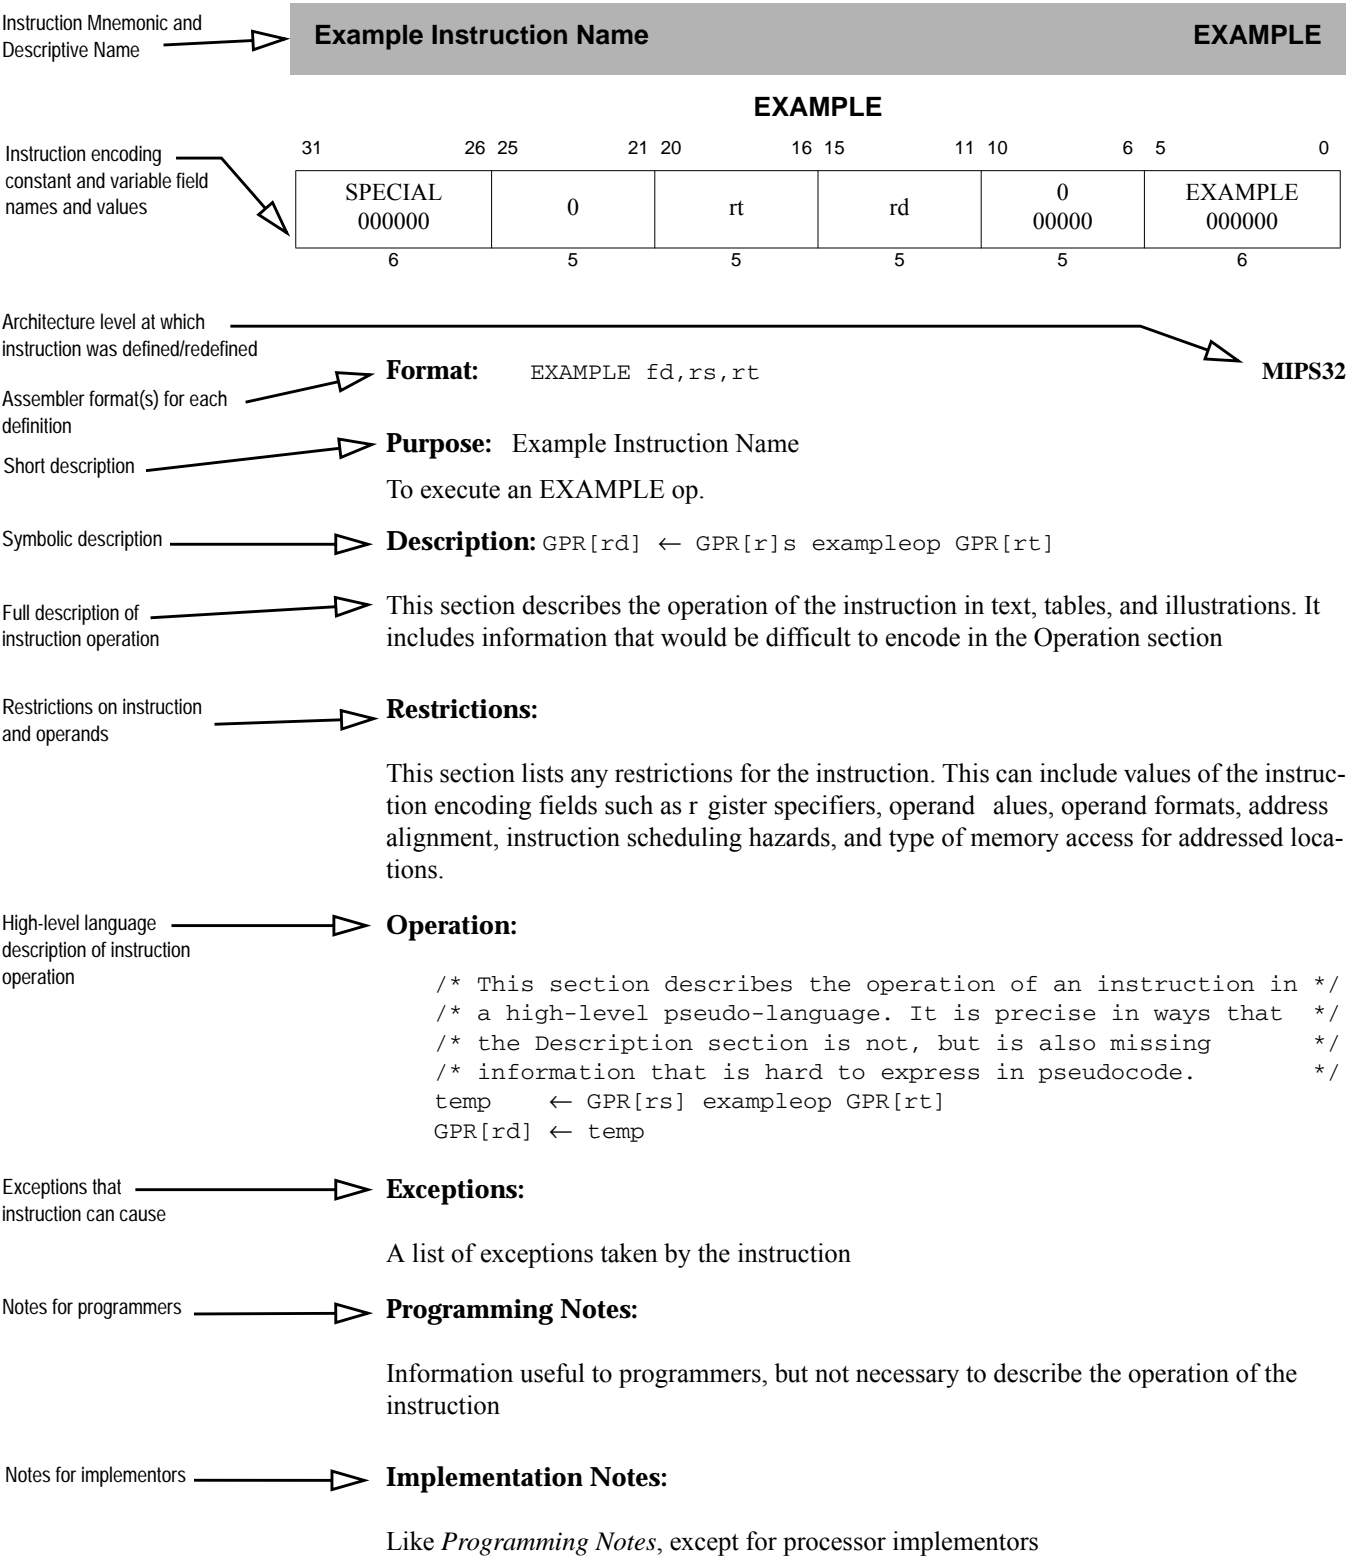 Instruction Mnemonic and
Descriptive Name
Example Instruction Name EXAMPLE
EXAMPLE
31 26 25 21 20 16 15 11 10 6 5 0
Instruction encoding
constant and variable field
names and values
SPECIAL
000000
0
rt
rd
0
00000
EXAMPLE
000000
6 5 5 5 5 6
Architecture level at which
instruction was defined/redefined
MIPS32
Assembler format(s) for each
definition
Format: EXAMPLE fd,rs,rt
Short description
Purpose: Example Instruction Name
To execute an EXAMPLE op.
Symbolic description
Description: GPR[rd] ← GPR[r]s exampleop GPR[rt]
Full description of
instruction operation
This section describes the operation of the instruction in text, tables, and illustrations. It
includes information that would be difficult to encode in the Operation section
Restrictions on instruction
and operands
Restrictions:
This section lists any restrictions for the instruction. This can include values of the instruc-
tion encoding fields such as r gister specifiers, operand alues, operand formats, address
alignment, instruction scheduling hazards, and type of memory access for addressed loca-
tions.
High-level language
description of instruction
operation
Operation:
/* This section describes the operation of an instruction in */
/* a high-level pseudo-language. It is precise in ways that */
/* the Description section is not, but is also missing */
/* information that is hard to express in pseudocode. */
temp ← GPR[rs] exampleop GPR[rt]
GPR[rd] ← temp
Exceptions that
instruction can cause
Exceptions:
A list of exceptions taken by the instruction
Notes for programmers
Programming Notes:
Information useful to programmers, but not necessary to describe the operation of the
instruction
Notes for implementors
Implementation Notes:
Like Programming Notes, except for processor implementors